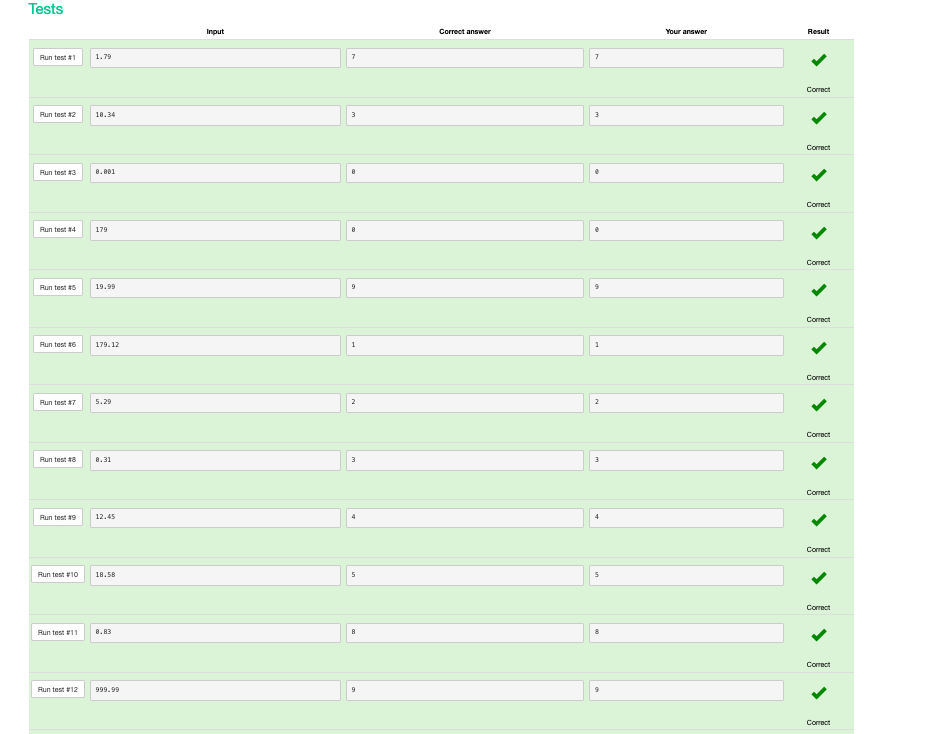 Tests
Input Correct answer Your answer Result
Run test #1 1.79 7 7
Correct
Run test #2 10.34 3 3
Correct
Run test #3 0.001 0 0
Correct
Run test #4 179 0 0
Correct
Run test #5 19.99 9 9
Correct
Run test #6 179.12 1 1
Correct
Run test #7 5.29 2 2
Correct
Run test #8 0.31 3 3
Correct
Run test #9 12.45 4 4
Correct
Run test #10 18.58 5 5
Correct
Run test #11 0.83 8 8
Correct
Run test #12 999.99 9 9
Correct